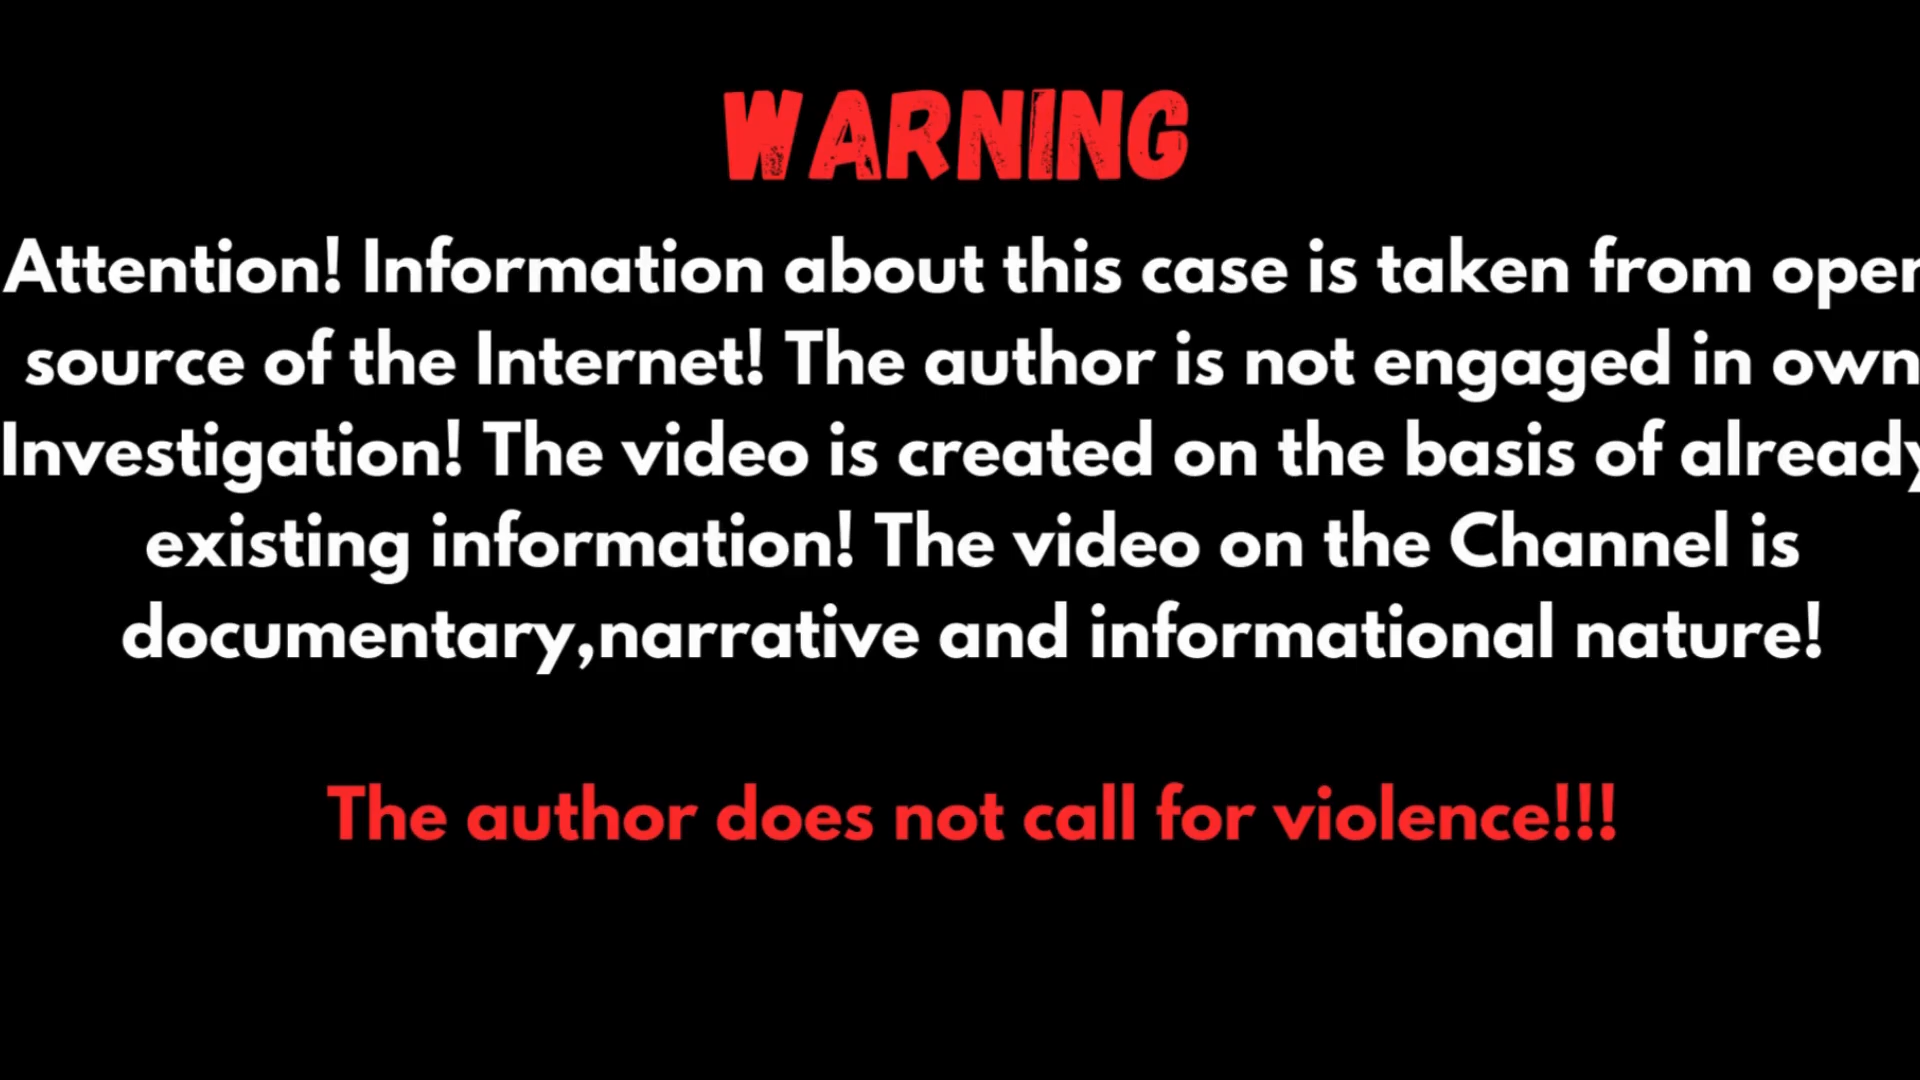 WARNING
Attention! Information about this case is taken from open
source of the Internet! The author is not engaged in own
Investigation! The video is created on the basis of already
existing information! The video on the Channel is
documentary,narrative and informational nature!
The author does not call for violence!!!